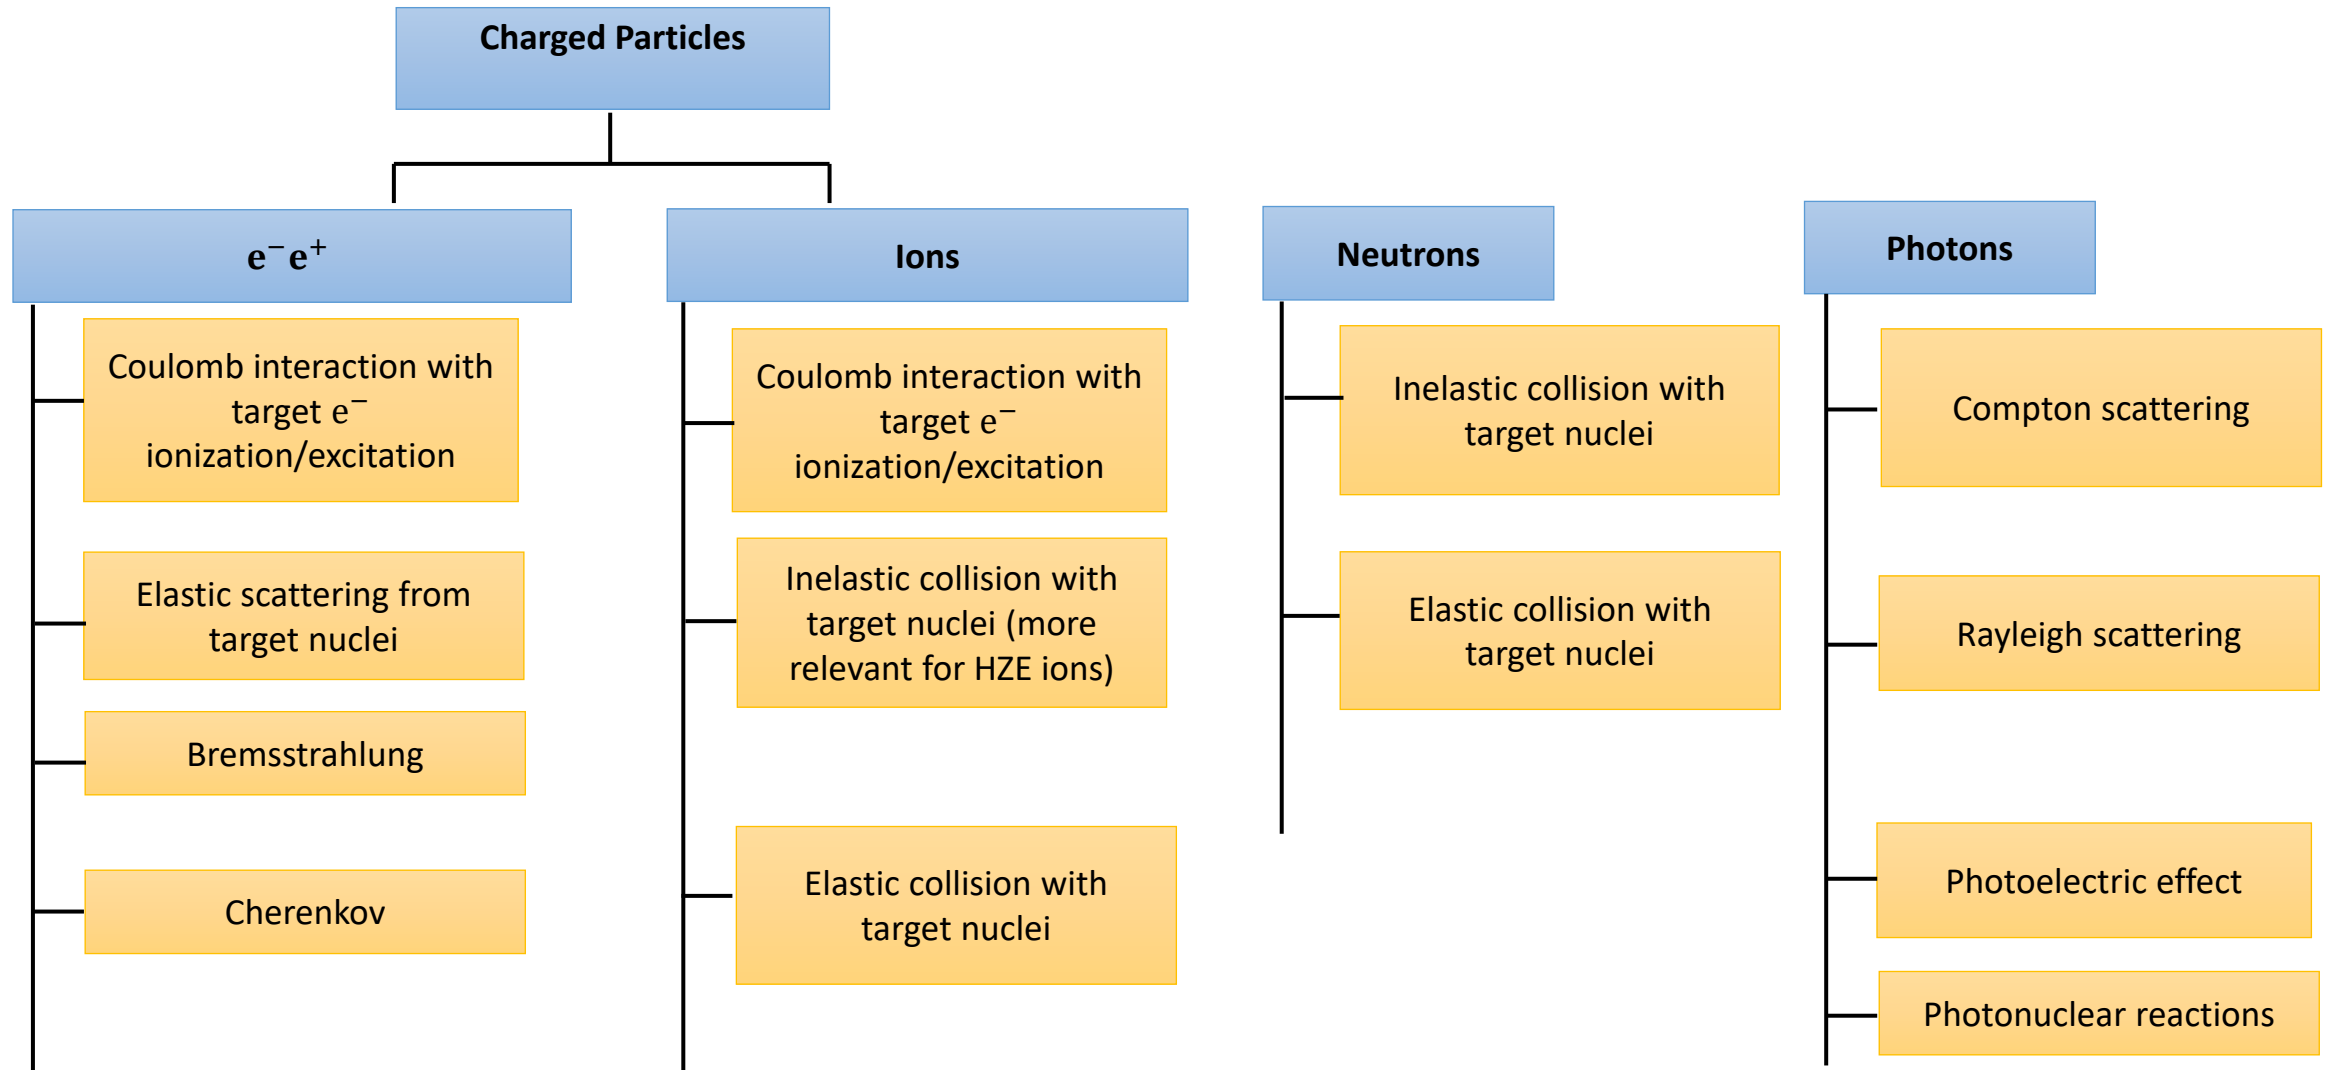 Charged Particles
e⁻e⁺
Coulomb interaction with
target e⁻
ionization/excitation
Elastic scattering from
target nuclei
Bremsstrahlung
Cherenkov
Ions
Coulomb interaction with
target e⁻
ionization/excitation
Inelastic collision with
target nuclei (more
relevant for HZE ions)
Elastic collision with
target nuclei
Neutrons
Inelastic collision with
target nuclei
Elastic collision with
target nuclei
Photons
Compton scattering
Rayleigh scattering
Photoelectric effect
Photonuclear reactions